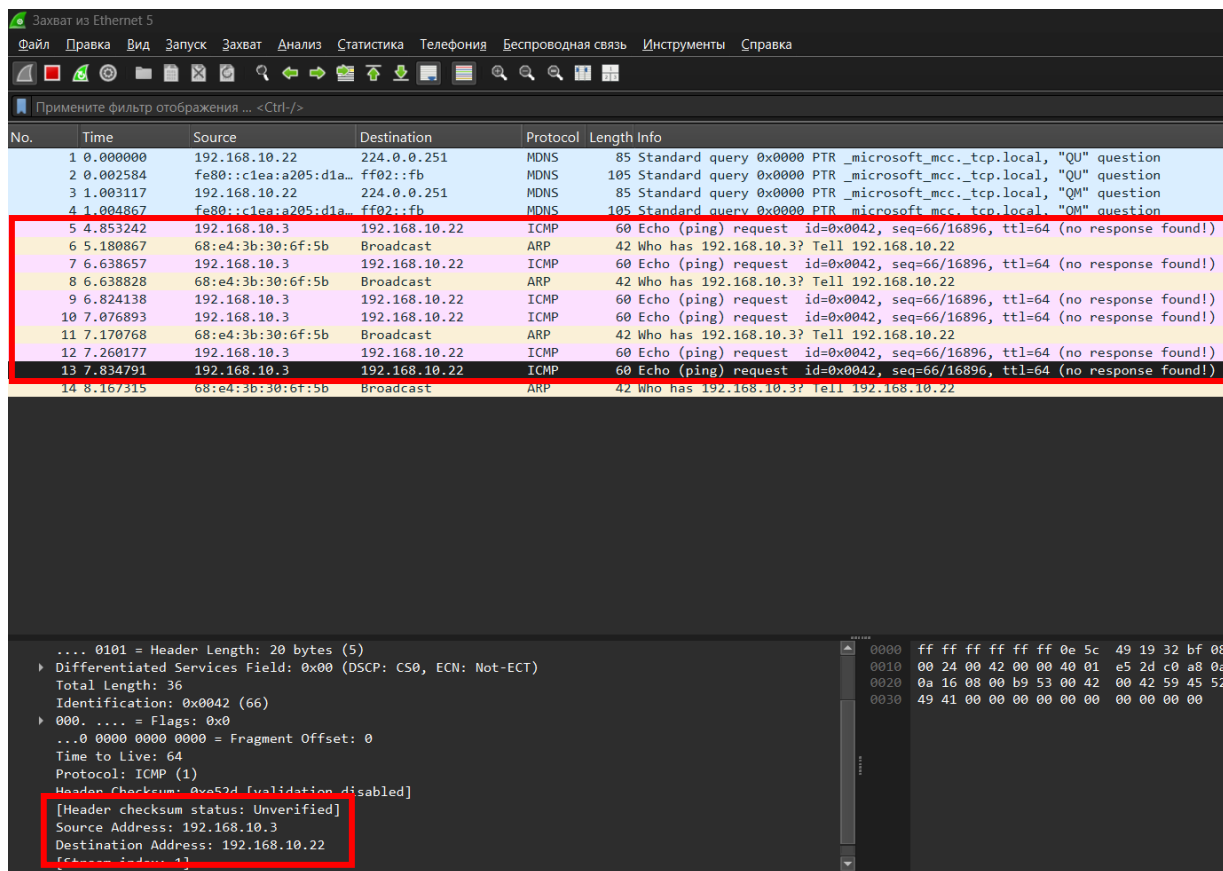 Захват из Ethernet 5
Файл Правка Вид Запуск Захват Анализ Статистика Телефония Беспроводная связь Инструменты Справка
Примените фильтр отображения ... <Ctrl-/>
No. Time Source Destination Protocol Length Info
1 0.000000 192.168.10.22 224.0.0.251 MDNS 85 Standard query 0x0000 PTR _microsoft_mcc._tcp.local, "QU" question
2 0.002584 fe80::c1ea:a205:d1a… ff02::fb MDNS 105 Standard query 0x0000 PTR _microsoft_mcc._tcp.local, "QU" question
3 1.003117 192.168.10.22 224.0.0.251 MDNS 85 Standard query 0x0000 PTR _microsoft_mcc._tcp.local, "QM" question
4 1.004867 fe80::c1ea:a205:d1a… ff02::fb MDNS 105 Standard query 0x0000 PTR _microsoft_mcc._tcp.local, "QM" question
5 4.853242 192.168.10.3 192.168.10.22 ICMP 60 Echo (ping) request id=0x0042, seq=66/16896, ttl=64 (no response found!)
6 5.180867 68:e4:3b:30:6f:5b Broadcast ARP 42 Who has 192.168.10.3? Tell 192.168.10.22
7 6.638657 192.168.10.3 192.168.10.22 ICMP 60 Echo (ping) request id=0x0042, seq=66/16896, ttl=64 (no response found!)
8 6.638828 68:e4:3b:30:6f:5b Broadcast ARP 42 Who has 192.168.10.3? Tell 192.168.10.22
9 6.824138 192.168.10.3 192.168.10.22 ICMP 60 Echo (ping) request id=0x0042, seq=66/16896, ttl=64 (no response found!)
10 7.076893 192.168.10.3 192.168.10.22 ICMP 60 Echo (ping) request id=0x0042, seq=66/16896, ttl=64 (no response found!)
11 7.170768 68:e4:3b:30:6f:5b Broadcast ARP 42 Who has 192.168.10.3? Tell 192.168.10.22
12 7.260177 192.168.10.3 192.168.10.22 ICMP 60 Echo (ping) request id=0x0042, seq=66/16896, ttl=64 (no response found!)
13 7.834791 192.168.10.3 192.168.10.22 ICMP 60 Echo (ping) request id=0x0042, seq=66/16896, ttl=64 (no response found!)
14 8.167315 68:e4:3b:30:6f:5b Broadcast ARP 42 Who has 192.168.10.3? Tell 192.168.10.22
.... 0101 = Header Length: 20 bytes (5)
Differentiated Services Field: 0x00 (DSCP: CS0, ECN: Not-ECT)
Total Length: 36
Identification: 0x0042 (66)
000. .... = Flags: 0x0
...0 0000 0000 0000 = Fragment Offset: 0
Time to Live: 64
Protocol: ICMP (1)
Header Checksum: 0xe52d [validation disabled]
[Header checksum status: Unverified]
Source Address: 192.168.10.3
Destination Address: 192.168.10.22
[Stream index: 1]
0000 ff ff ff ff ff ff 0e 5c 49 19 32 bf 08
0010 00 24 00 42 00 00 40 01 e5 2d c0 a8 0a
0020 0a 16 08 00 b9 53 00 42 00 42 59 45 52
0030 49 41 00 00 00 00 00 00 00 00 00 00